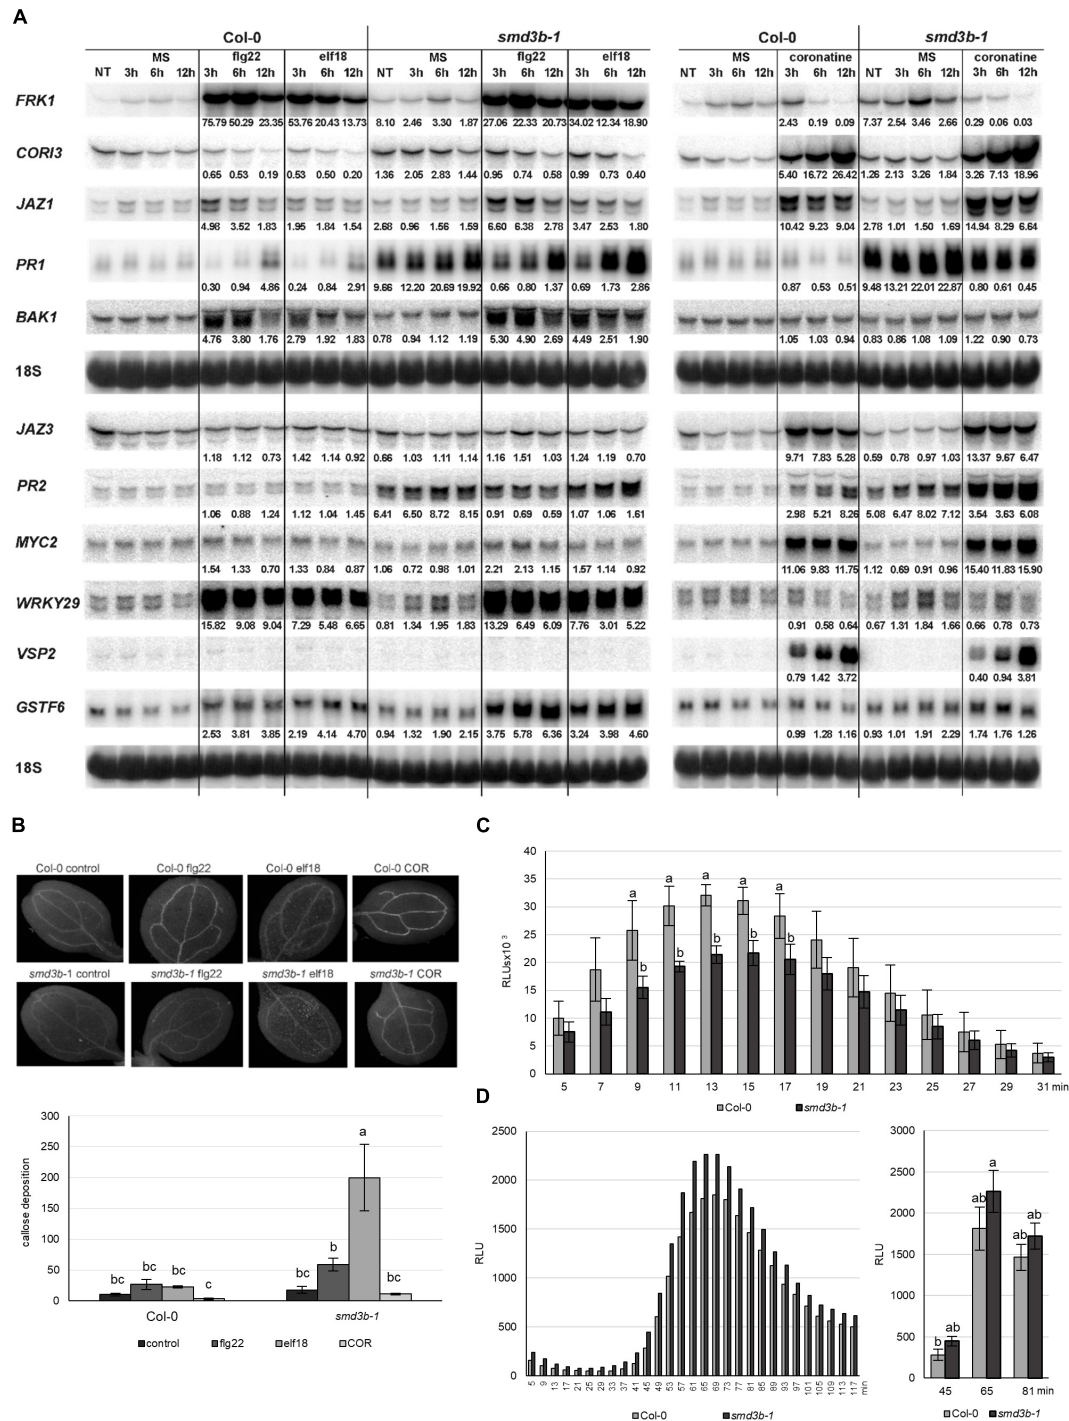 A
Col-0 smd3b-1 Col-0 smd3b-1
MS flg22 elf18 MS flg22 elf18 MS coronatine MS coronatine
NT 3h 6h 12h 3h 6h 12h 3h 6h 12h NT 3h 6h 12h 3h 6h 12h 3h 6h 12h NT 3h 6h 12h 3h 6h 12h NT 3h 6h 12h 3h 6h 12h
FRK1
75.79 50.29 23.35 53.76 20.43 13.73 8.10 2.46 3.30 1.87 27.06 22.33 20.73 34.02 12.34 18.90 2.43 0.19 0.09 7.37 2.54 3.46 2.66 0.29 0.06 0.03
CORI3
0.65 0.53 0.19 0.53 0.50 0.20 1.36 2.05 2.83 1.44 0.95 0.74 0.58 0.99 0.73 0.40 5.40 16.72 26.42 1.26 2.13 3.26 1.84 3.26 7.13 18.96
JAZ1
4.98 3.52 1.83 1.95 1.84 1.54 2.68 0.96 1.56 1.59 6.60 6.38 2.78 3.47 2.53 1.80 10.42 9.23 9.04 2.78 1.01 1.50 1.69 14.94 8.29 6.64
PR1
0.30 0.94 4.86 0.24 0.84 2.91 9.66 12.20 20.69 19.92 0.66 0.80 1.37 0.69 1.73 2.86 0.87 0.53 0.51 9.48 13.21 22.01 22.87 0.80 0.61 0.45
BAK1
4.76 3.80 1.76 2.79 1.92 1.83 0.78 0.94 1.12 1.19 5.30 4.90 2.69 4.49 2.51 1.90 1.05 1.03 0.94 0.83 0.86 1.08 1.09 1.22 0.90 0.73
18S
JAZ3
1.18 1.12 0.73 1.42 1.14 0.92 0.66 1.03 1.11 1.14 1.16 1.51 1.03 1.24 1.19 0.70 9.71 7.83 5.28 0.59 0.78 0.97 1.03 13.37 9.67 6.47
PR2
1.06 0.88 1.24 1.12 1.04 1.45 6.41 6.50 8.72 8.15 0.91 0.69 0.59 1.07 1.06 1.61 2.98 5.21 8.26 5.08 6.47 8.02 7.12 3.54 3.63 6.08
MYC2
1.54 1.33 0.70 1.33 0.84 0.87 1.06 0.72 0.98 1.01 2.21 2.13 1.15 1.57 1.14 0.92 11.06 9.83 11.75 1.12 0.69 0.91 0.96 15.40 11.83 15.90
WRKY29
15.82 9.08 9.04 7.29 5.48 6.65 0.81 1.34 1.95 1.83 13.29 6.49 6.09 7.76 3.01 5.22 0.91 0.58 0.64 0.67 1.31 1.84 1.66 0.66 0.78 0.73
VSP2
0.79 1.42 3.72 0.40 0.94 3.81
GSTF6
2.53 3.81 3.85 2.19 4.14 4.70 0.94 1.32 1.90 2.15 3.75 5.78 6.36 3.24 3.98 4.60 0.99 1.28 1.16 0.93 1.01 1.91 2.29 1.74 1.76 1.26
18S
B
Col-0 control Col-0 flg22 Col-0 elf18 Col-0 COR
smd3b-1 control smd3b-1 flg22 smd3b-1 elf18 smd3b-1 COR
callose deposition
300
250
200
150
100
50
0
bc bc bc c bc b a bc
Col-0 smd3b-1
control flg22 elf18 COR
C
RLUsx10 3
40
35
30
25
20
15
10
5
0
a a a a a
b b b b b
5 7 9 11 13 15 17 19 21 23 25 27 29 31 min
Col-0 smd3b-1
D
RLU
2500
2000
1500
1000
500
0
5 9 13 17 21 25 29 33 37 41 45 49 53 57 61 65 69 73 77 81 85 89 93 97 101 105 109 113 117 min
Col-0 smd3b-1
RLU
3000
2500
2000
1500
1000
500
0
b ab ab a ab ab
45 65 81 min
Col-0 smd3b-1